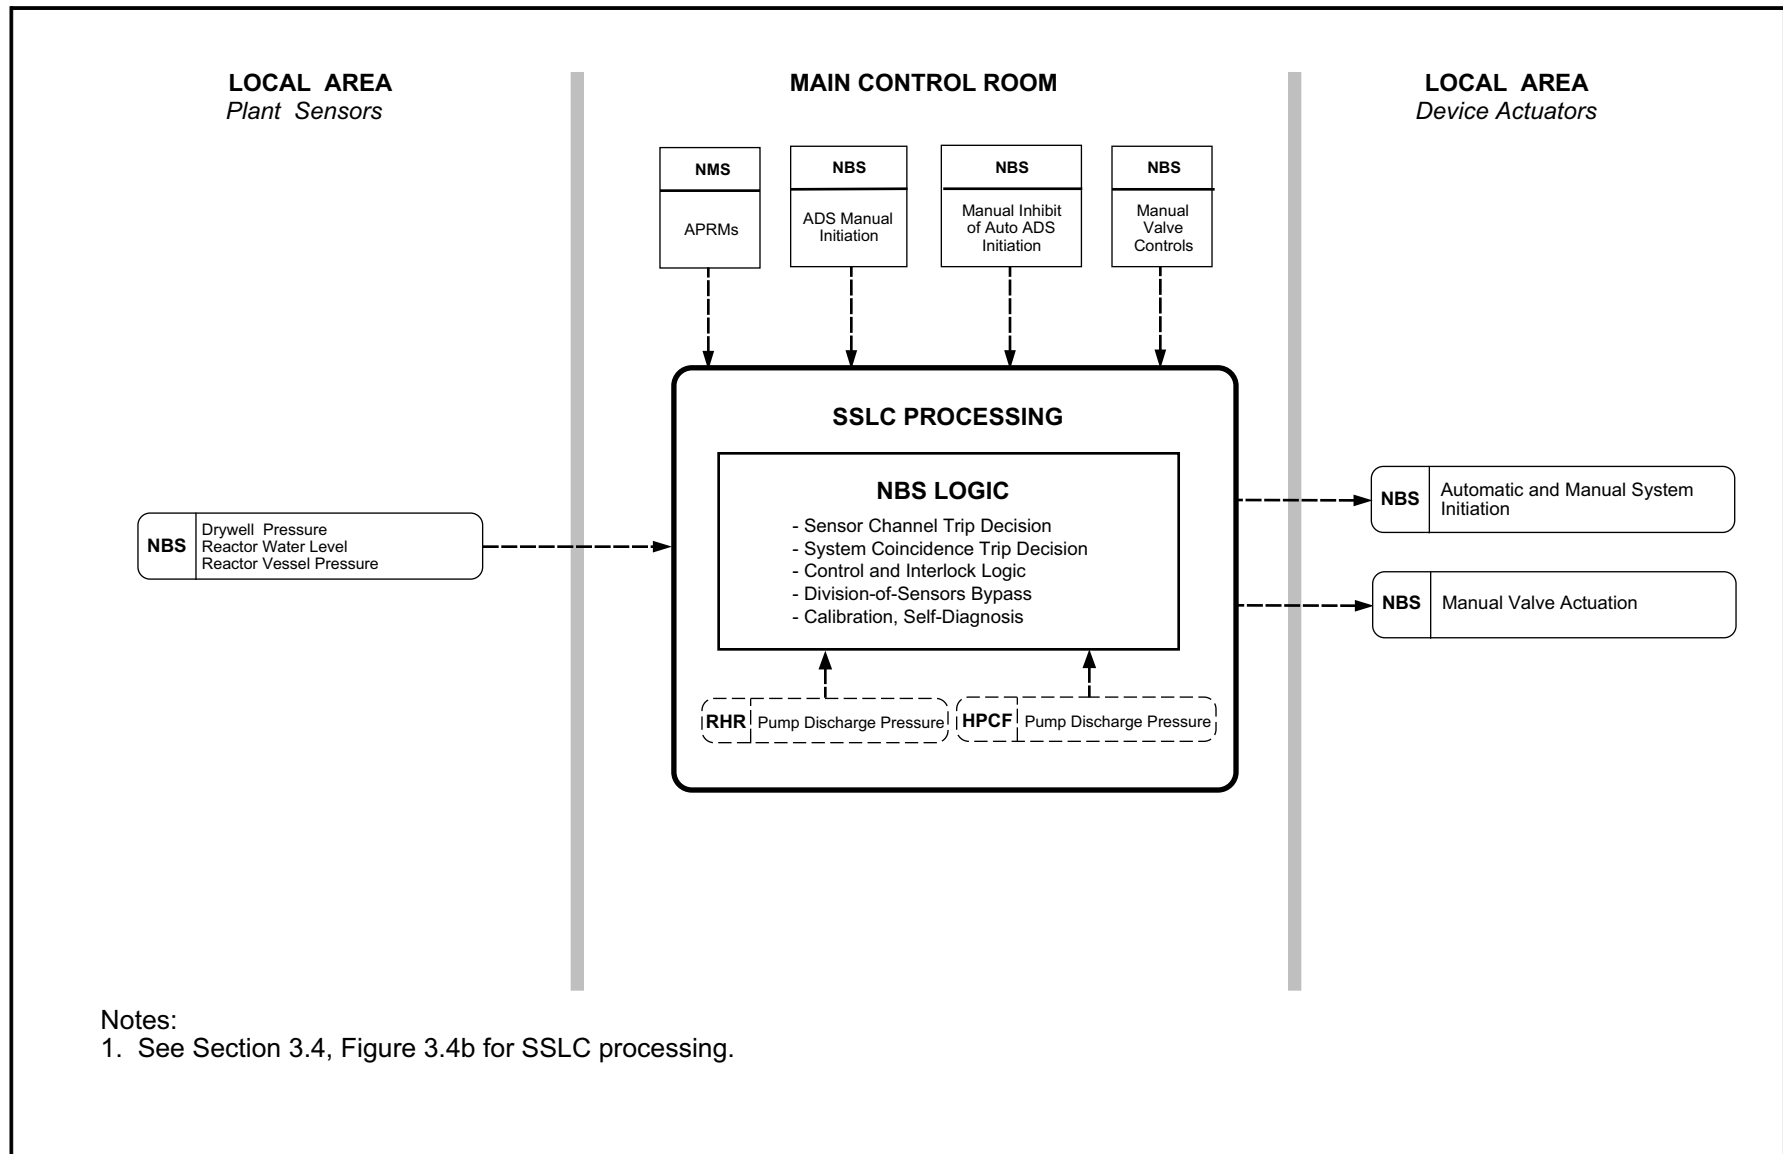 LOCAL AREA
Plant Sensors
MAIN CONTROL ROOM
LOCAL AREA
Device Actuators
NMS
APRMs
NBS
ADS Manual
Initiation
NBS
Manual Inhibit
of Auto ADS
Initiation
NBS
Manual
Valve
Controls
SSLC PROCESSING
NBS LOGIC
- Sensor Channel Trip Decision
- System Coincidence Trip Decision
- Control and Interlock Logic
- Division-of-Sensors Bypass
- Calibration, Self-Diagnosis
NBS
Drywell Pressure
Reactor Water Level
Reactor Vessel Pressure
NBS
Automatic and Manual System
Initiation
NBS
Manual Valve Actuation
RHR
Pump Discharge Pressure
HPCF
Pump Discharge Pressure
Notes:
1. See Section 3.4, Figure 3.4b for SSLC processing.